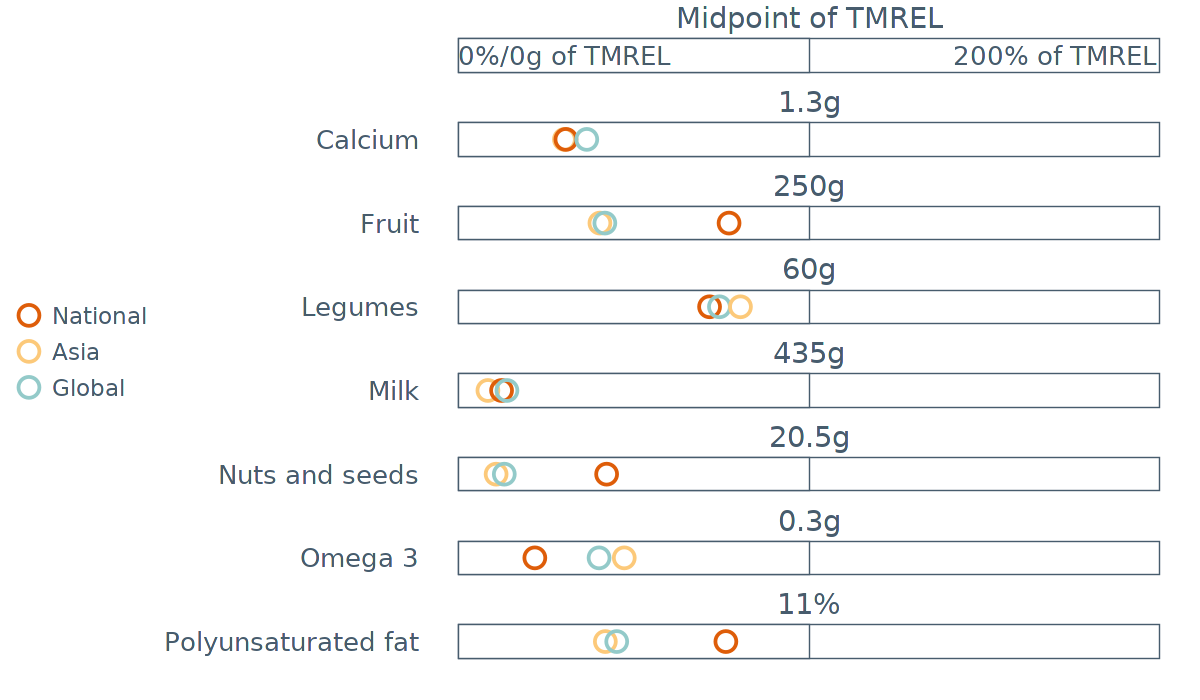 Midpoint of TMREL
0%/0g of TMREL 200% of TMREL
1.3g
Calcium
250g
Fruit
60g
Legumes
435g
Milk
20.5g
Nuts and seeds
0.3g
Omega 3
11%
Polyunsaturated fat
National
Asia
Global